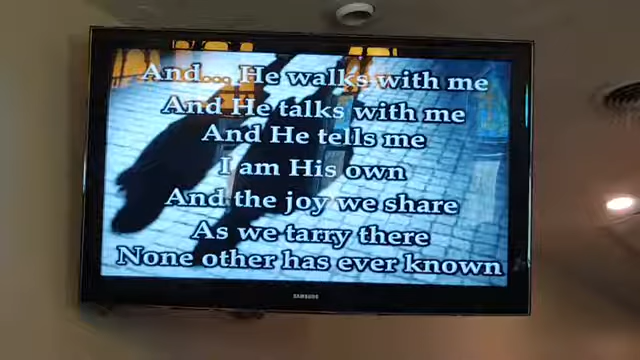 And... He walks with me
And He talks with me
And He tells me
I am His own
And the joy we share
As we tarry there
None other has ever known
SAMSUNG